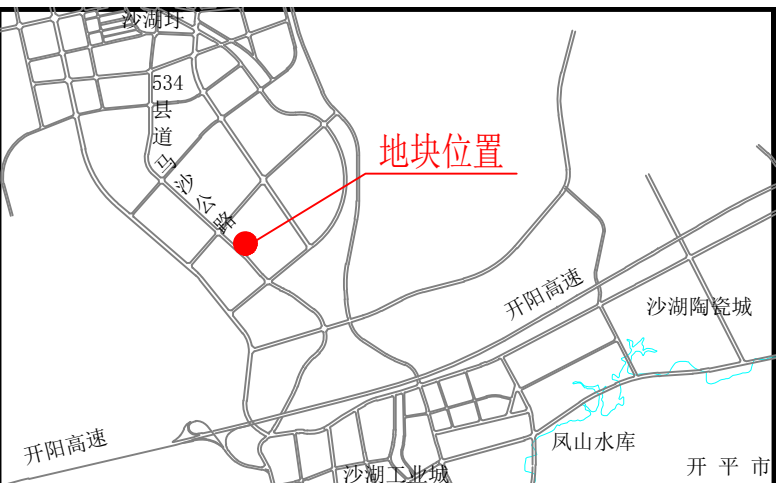 沙湖圩
534
县道马沙公路
地块位置
开阳高速
沙湖陶瓷城
开阳高速
凤山水库
沙湖工业城
开平市